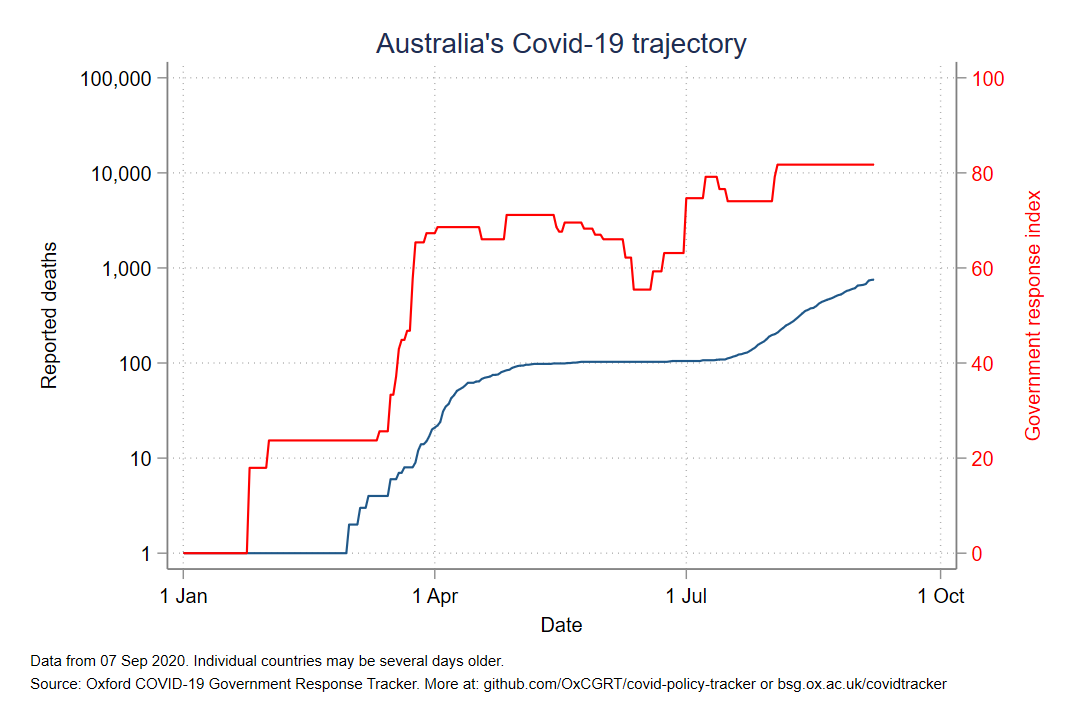 Australia's Covid-19 trajectory
100,000
10,000
1,000
100
10
1
Reported deaths
100
80
60
40
20
0
Government response index
1 Jan
1 Apr
1 Jul
1 Oct
Date
Data from 07 Sep 2020. Individual countries may be several days older.
Source: Oxford COVID-19 Government Response Tracker. More at: github.com/OxCGRT/covid-policy-tracker or bsg.ox.ac.uk/covidtracker